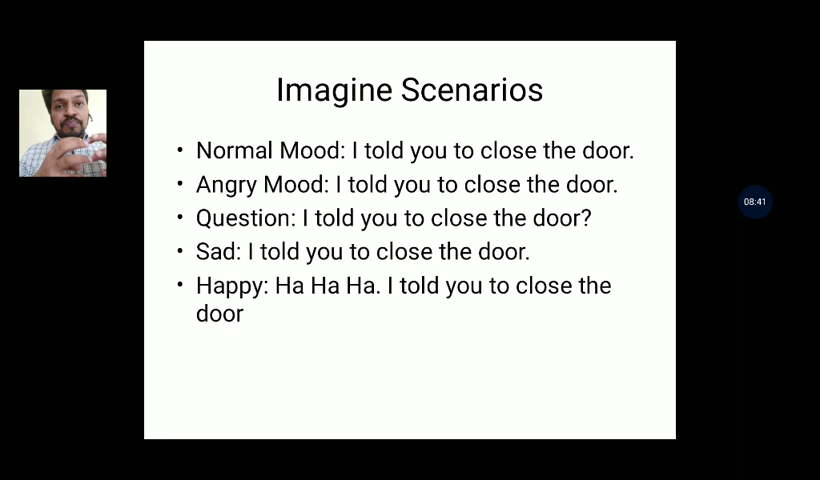 Imagine Scenarios
• Normal Mood: I told you to close the door.
• Angry Mood: I told you to close the door.
• Question: I told you to close the door?
• Sad: I told you to close the door.
• Happy: Ha Ha Ha. I told you to close the
door
08:41